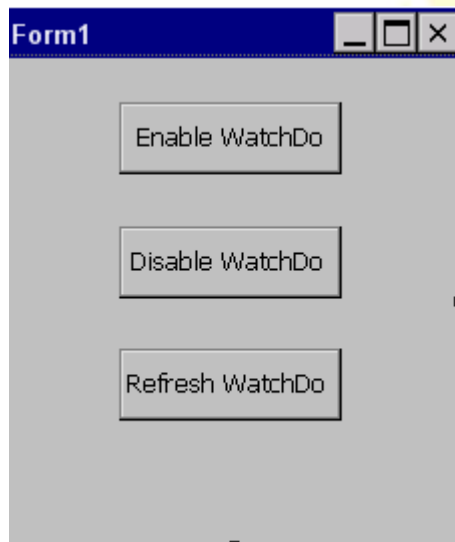 Form1
Enable WatchDo
Disable WatchDo
Refresh WatchDo